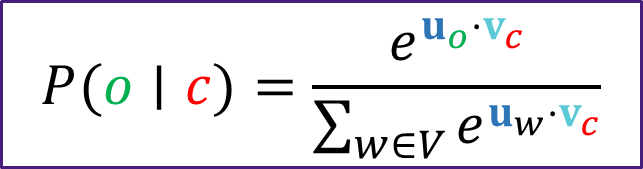 P(o | c) = e^{u_o · v_c} / ∑_{w∈V} e^{u_w · v_c}